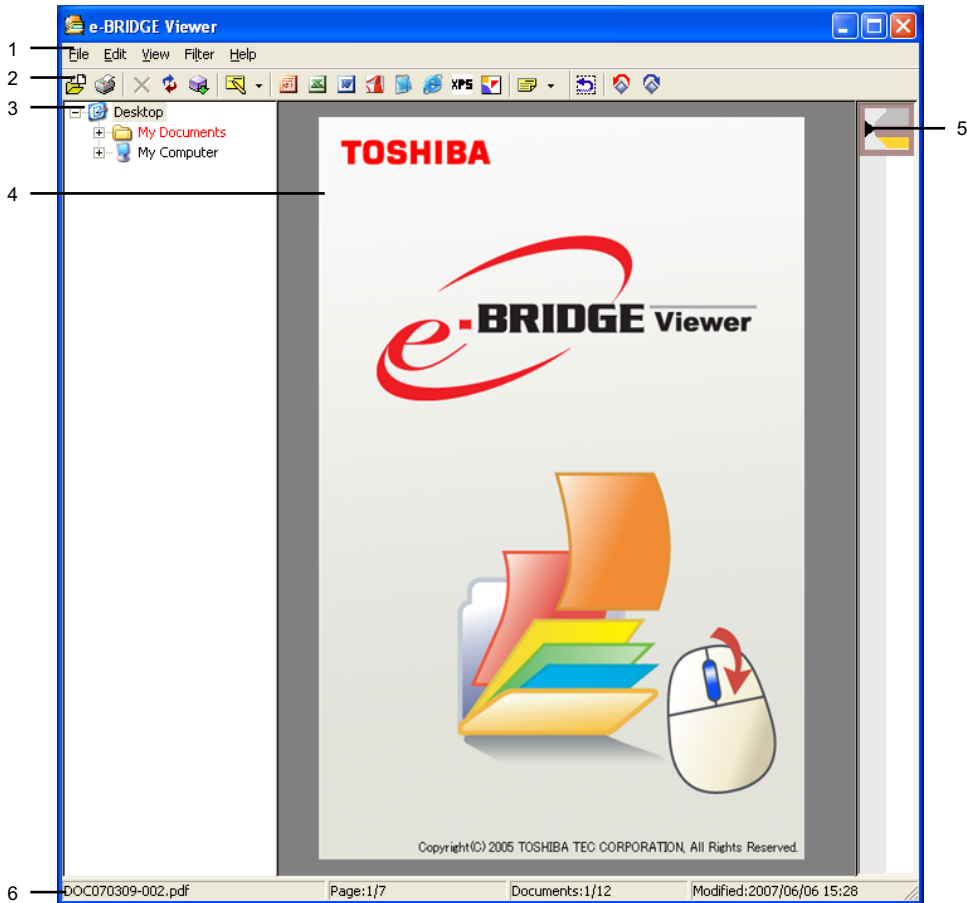 e-BRIDGE Viewer
1
File Edit View Filter Help
2
XPS
3
Desktop
My Documents
My Computer
5
4
TOSHIBA
e-BRIDGE Viewer
Copyright(C) 2005 TOSHIBA TEC CORPORATION, All Rights Reserved.
6
DOC070309-002.pdf Page:1/7 Documents:1/12 Modified:2007/06/06 15:28